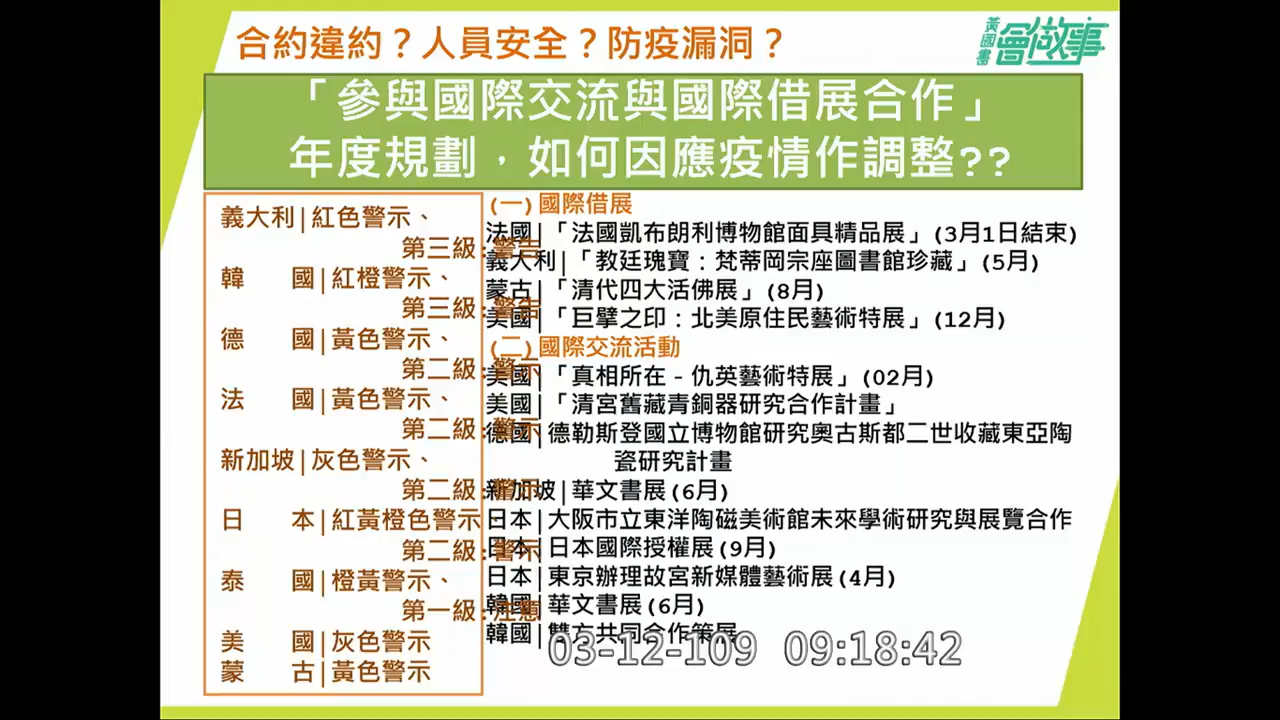 合約違約？人員安全？防疫漏洞？
黃國書
會做事
「參與國際交流與國際借展合作」
年度規劃，如何因應疫情作調整??
義大利|紅色警示、
第三級:警告
韓 國|紅橙警示、
第三級:警告
德 國|黃色警示、
第二級:警示
法 國|黃色警示、
第二級:警示
新加坡|灰色警示、
第二級:警示
日 本|紅黃橙色警示
第二級:警示
泰 國|橙黃警示、
第一級:注意
美 國|灰色警示
蒙 古|黃色警示
(一)國際借展
法國|「法國凱布朗利博物館面具精品展」(3月1日結束)
義大利|「教廷瑰寶：梵蒂岡宗座圖書館珍藏」(5月)
蒙古|「清代四大活佛展」(8月)
美國|「巨擘之印：北美原住民藝術特展」(12月)
(二)國際交流活動
美國|「真相所在－仇英藝術特展」(02月)
美國|「清宮舊藏青銅器研究合作計畫」
德國|德勒斯登國立博物館研究奧古斯都二世收藏東亞陶
瓷研究計畫
新加坡|華文書展(6月)
日本|大阪市立東洋陶磁美術館未來學術研究與展覽合作
日本|日本國際授權展(9月)
日本|東京辦理故宮新媒體藝術展(4月)
韓國|華文書展(6月)
韓國|雙方共同合作策展
03-12-109 09:18:42